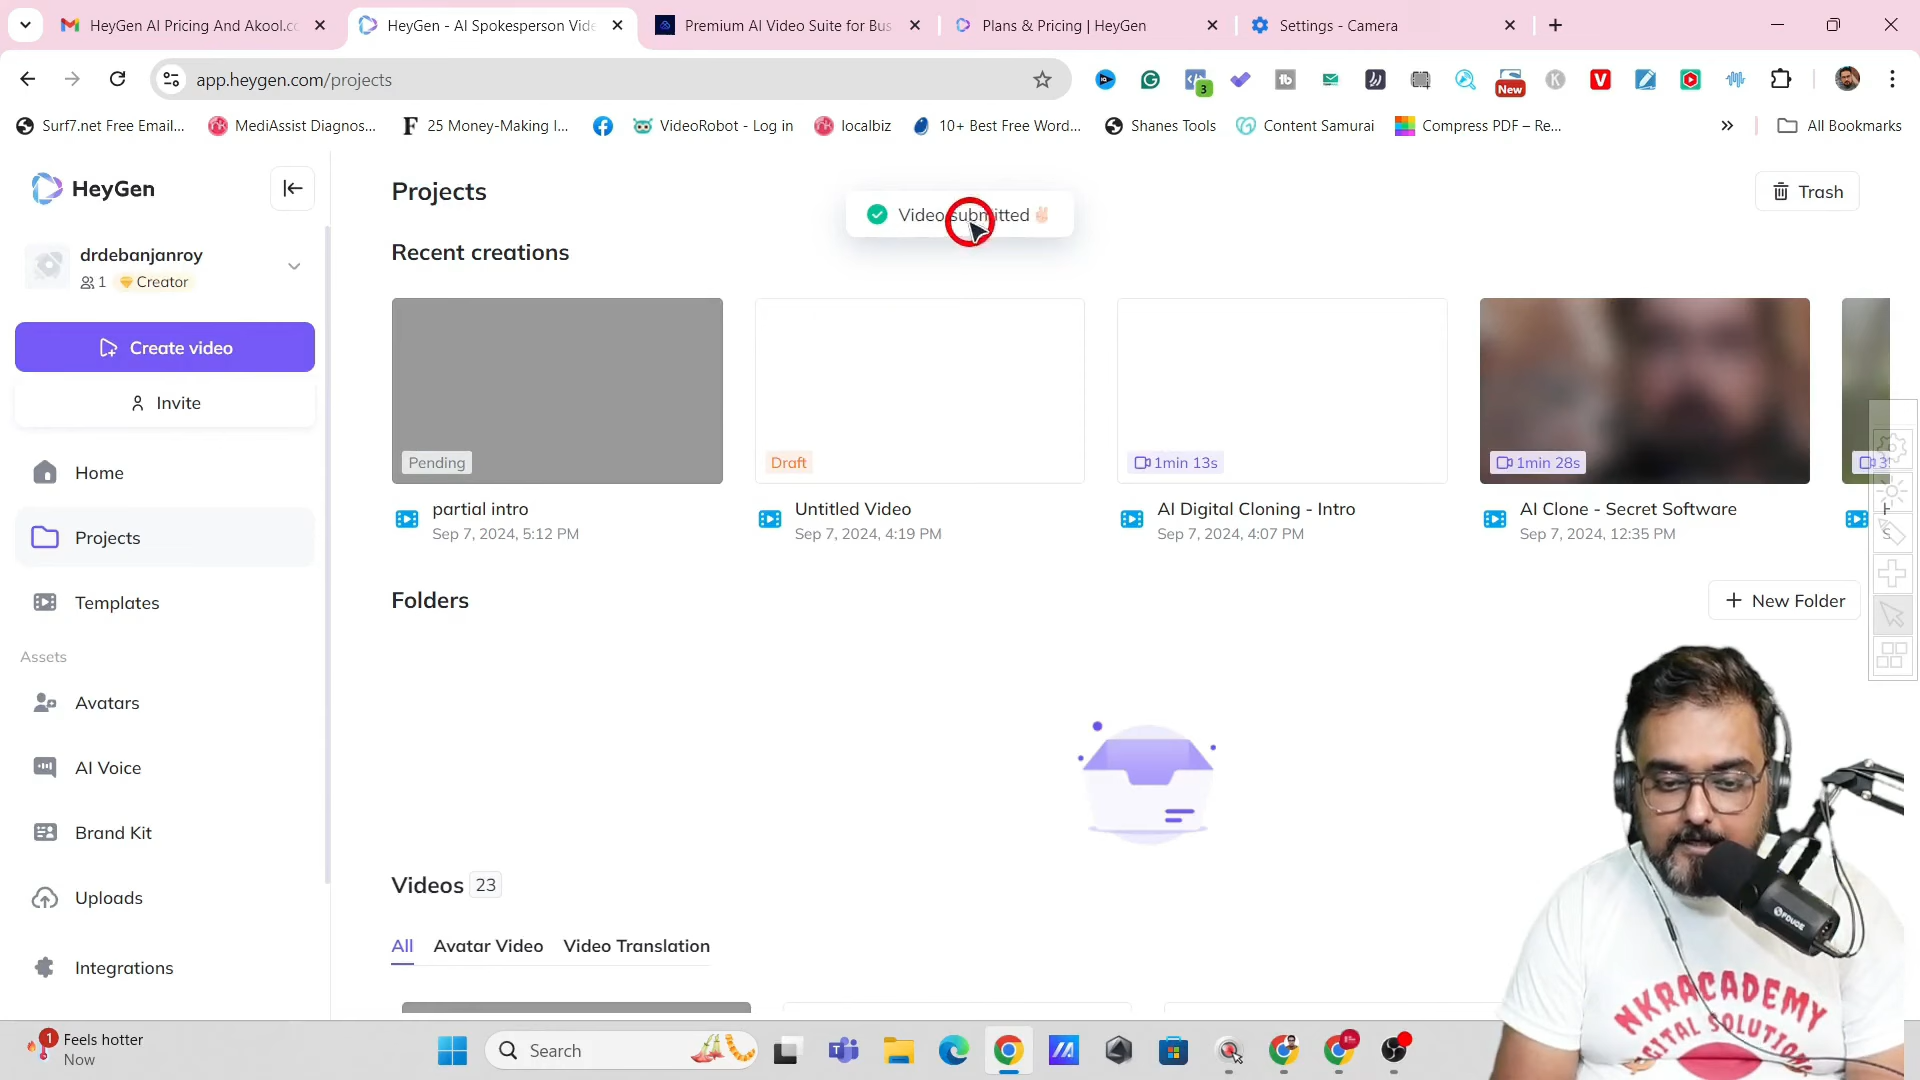 HeyGen AI Pricing And Akool.co
HeyGen - AI Spokesperson Vide
Premium AI Video Suite for Bus
Plans & Pricing | HeyGen
Settings - Camera
app.heygen.com/projects
3
New
Surf7.net Free Email...
MediAssist Diagnos...
25 Money-Making I...
VideoRobot - Log in
localbiz
10+ Best Free Word...
Shanes Tools
Content Samurai
Compress PDF – Re...
All Bookmarks
HeyGen
drdebanjanroy
1 Creator
Create video
Invite
Home
Projects
Templates
Assets
Avatars
AI Voice
Brand Kit
Uploads
Integrations
Projects
Video submitted✌🏻
Trash
Recent creations
Pending
Draft
1min 13s
1min 28s
partial intro
Sep 7, 2024, 5:12 PM
Untitled Video
Sep 7, 2024, 4:19 PM
AI Digital Cloning - Intro
Sep 7, 2024, 4:07 PM
AI Clone - Secret Software
Sep 7, 2024, 12:35 PM
Folders
New Folder
Videos 23
All
Avatar Video
Video Translation
FDUCE
NKRACADEMY
1
Feels hotter
Now
Search